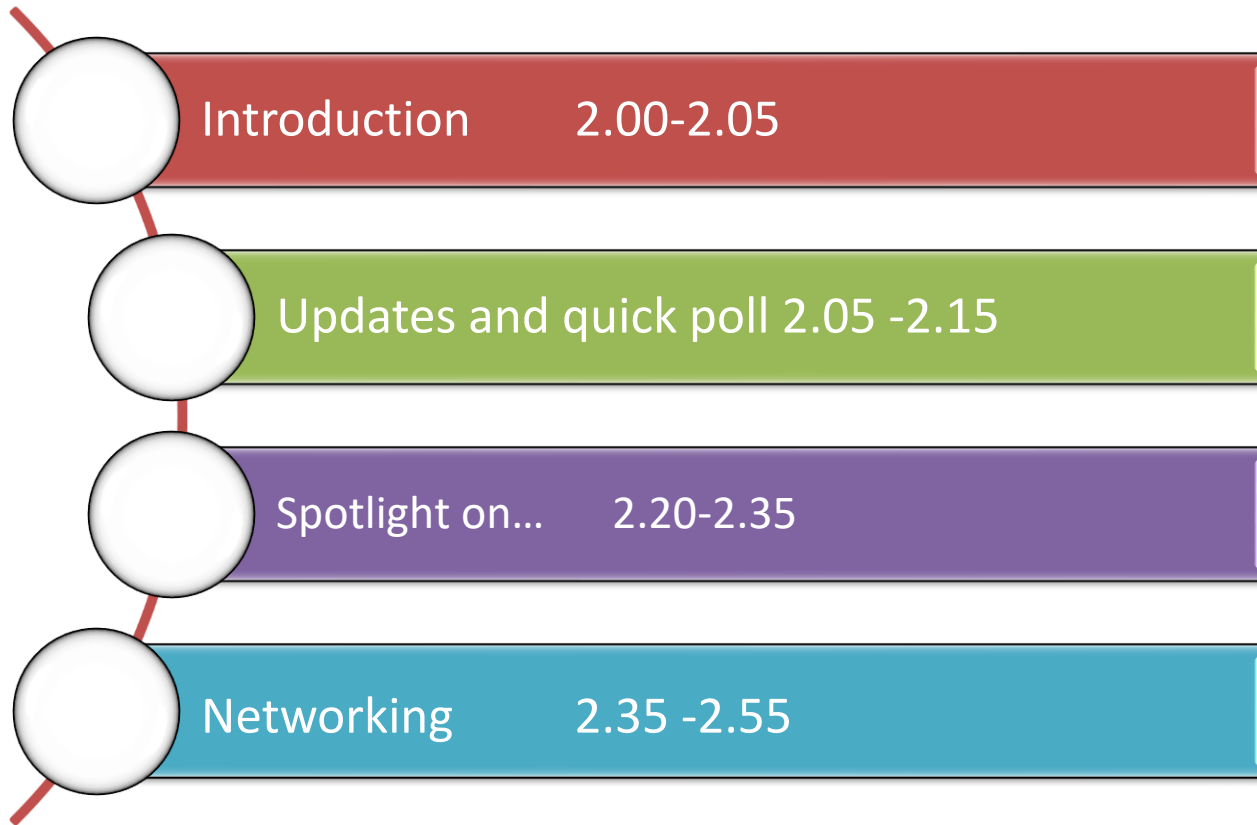 Introduction 2.00-2.05
Updates and quick poll 2.05 -2.15
Spotlight on... 2.20-2.35
Networking 2.35 -2.55